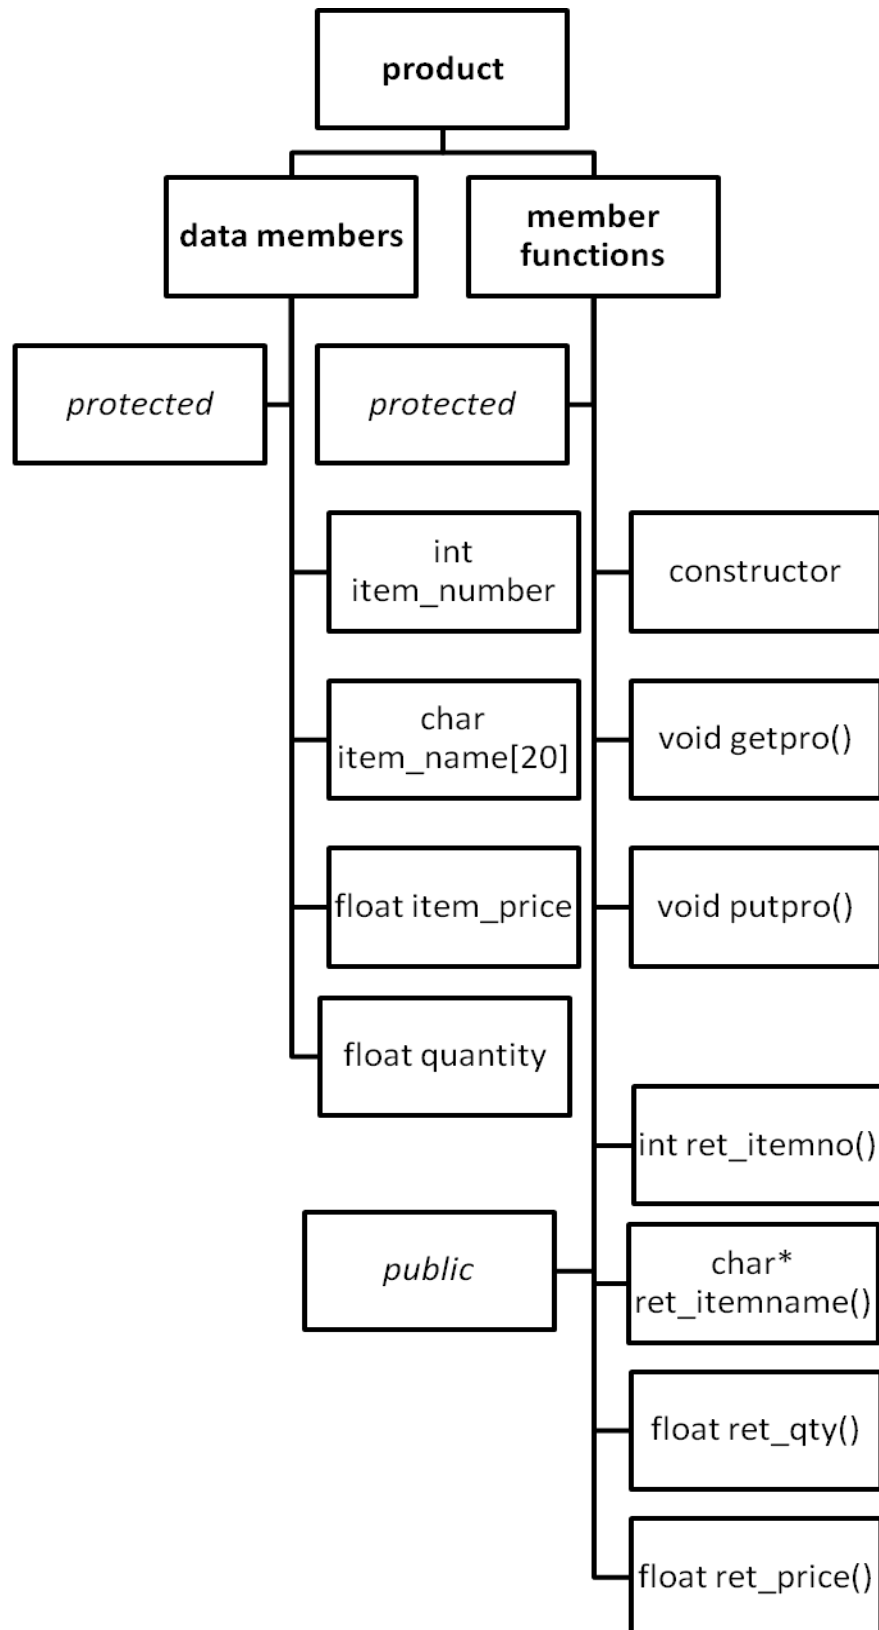 product
data members
member
functions
protected
protected
int
item_number
constructor
char
item_name[20]
void getpro()
float item_price
void putpro()
float quantity
int ret_itemno()
public
char*
ret_itemname()
float ret_qty()
float ret_price()